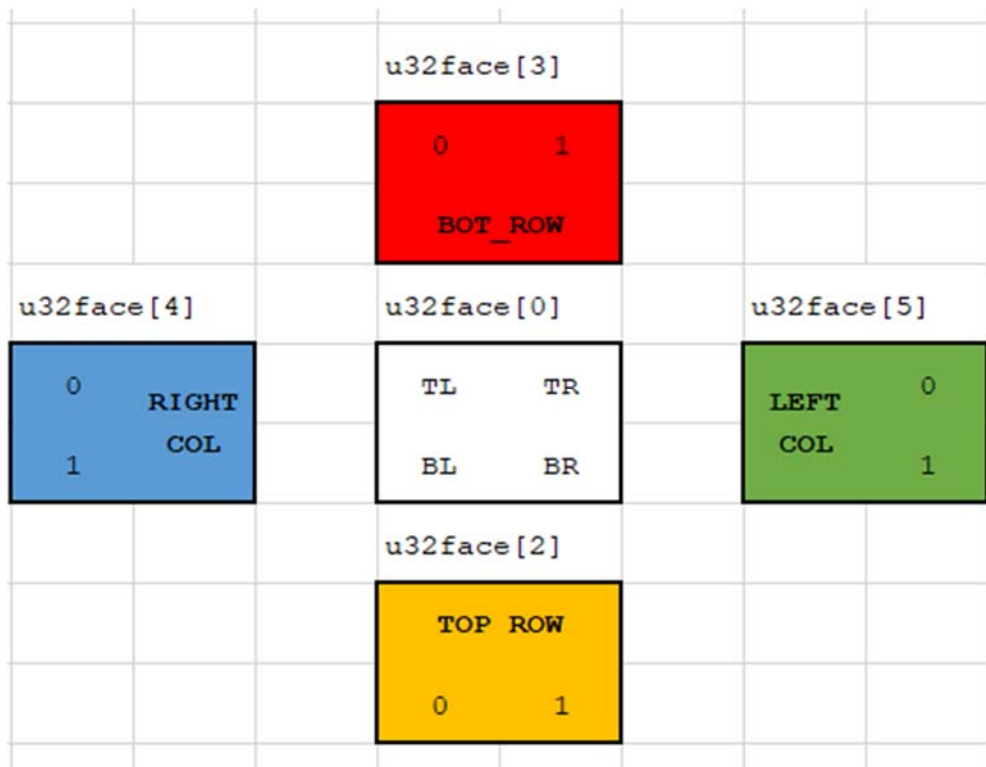 u32face[3]
0 1
BOT_ROW
u32face[4] u32face[0] u32face[5]
0 RIGHT TL TR LEFT 0
COL COL
1 BL BR 1
u32face[2]
TOP ROW
0 1